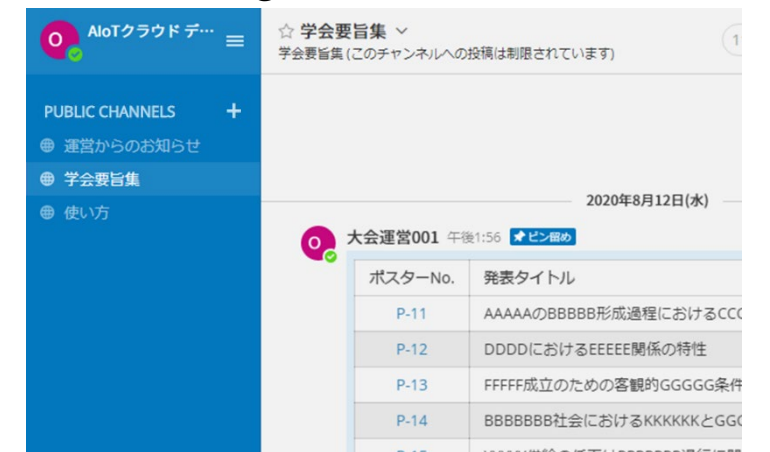 AIoTクラウド デ…
PUBLIC CHANNELS +
運営からのお知らせ
学会要旨集
使い方
学会要旨集
学会要旨集 (このチャンネルへの投稿は制限されています)
1
2020年8月12日(水)
O
大会運営001 午後1:56 ピン留め
ポスターNo. 発表タイトル
P-11 AAAAAのBBBBB形成過程におけるCCC
P-12 DDDDにおけるEEEEE関係の特性
P-13 FFFFF成立のための客観的GGGGG条件
P-14 BBBBBBB社会におけるKKKKKKとGGG